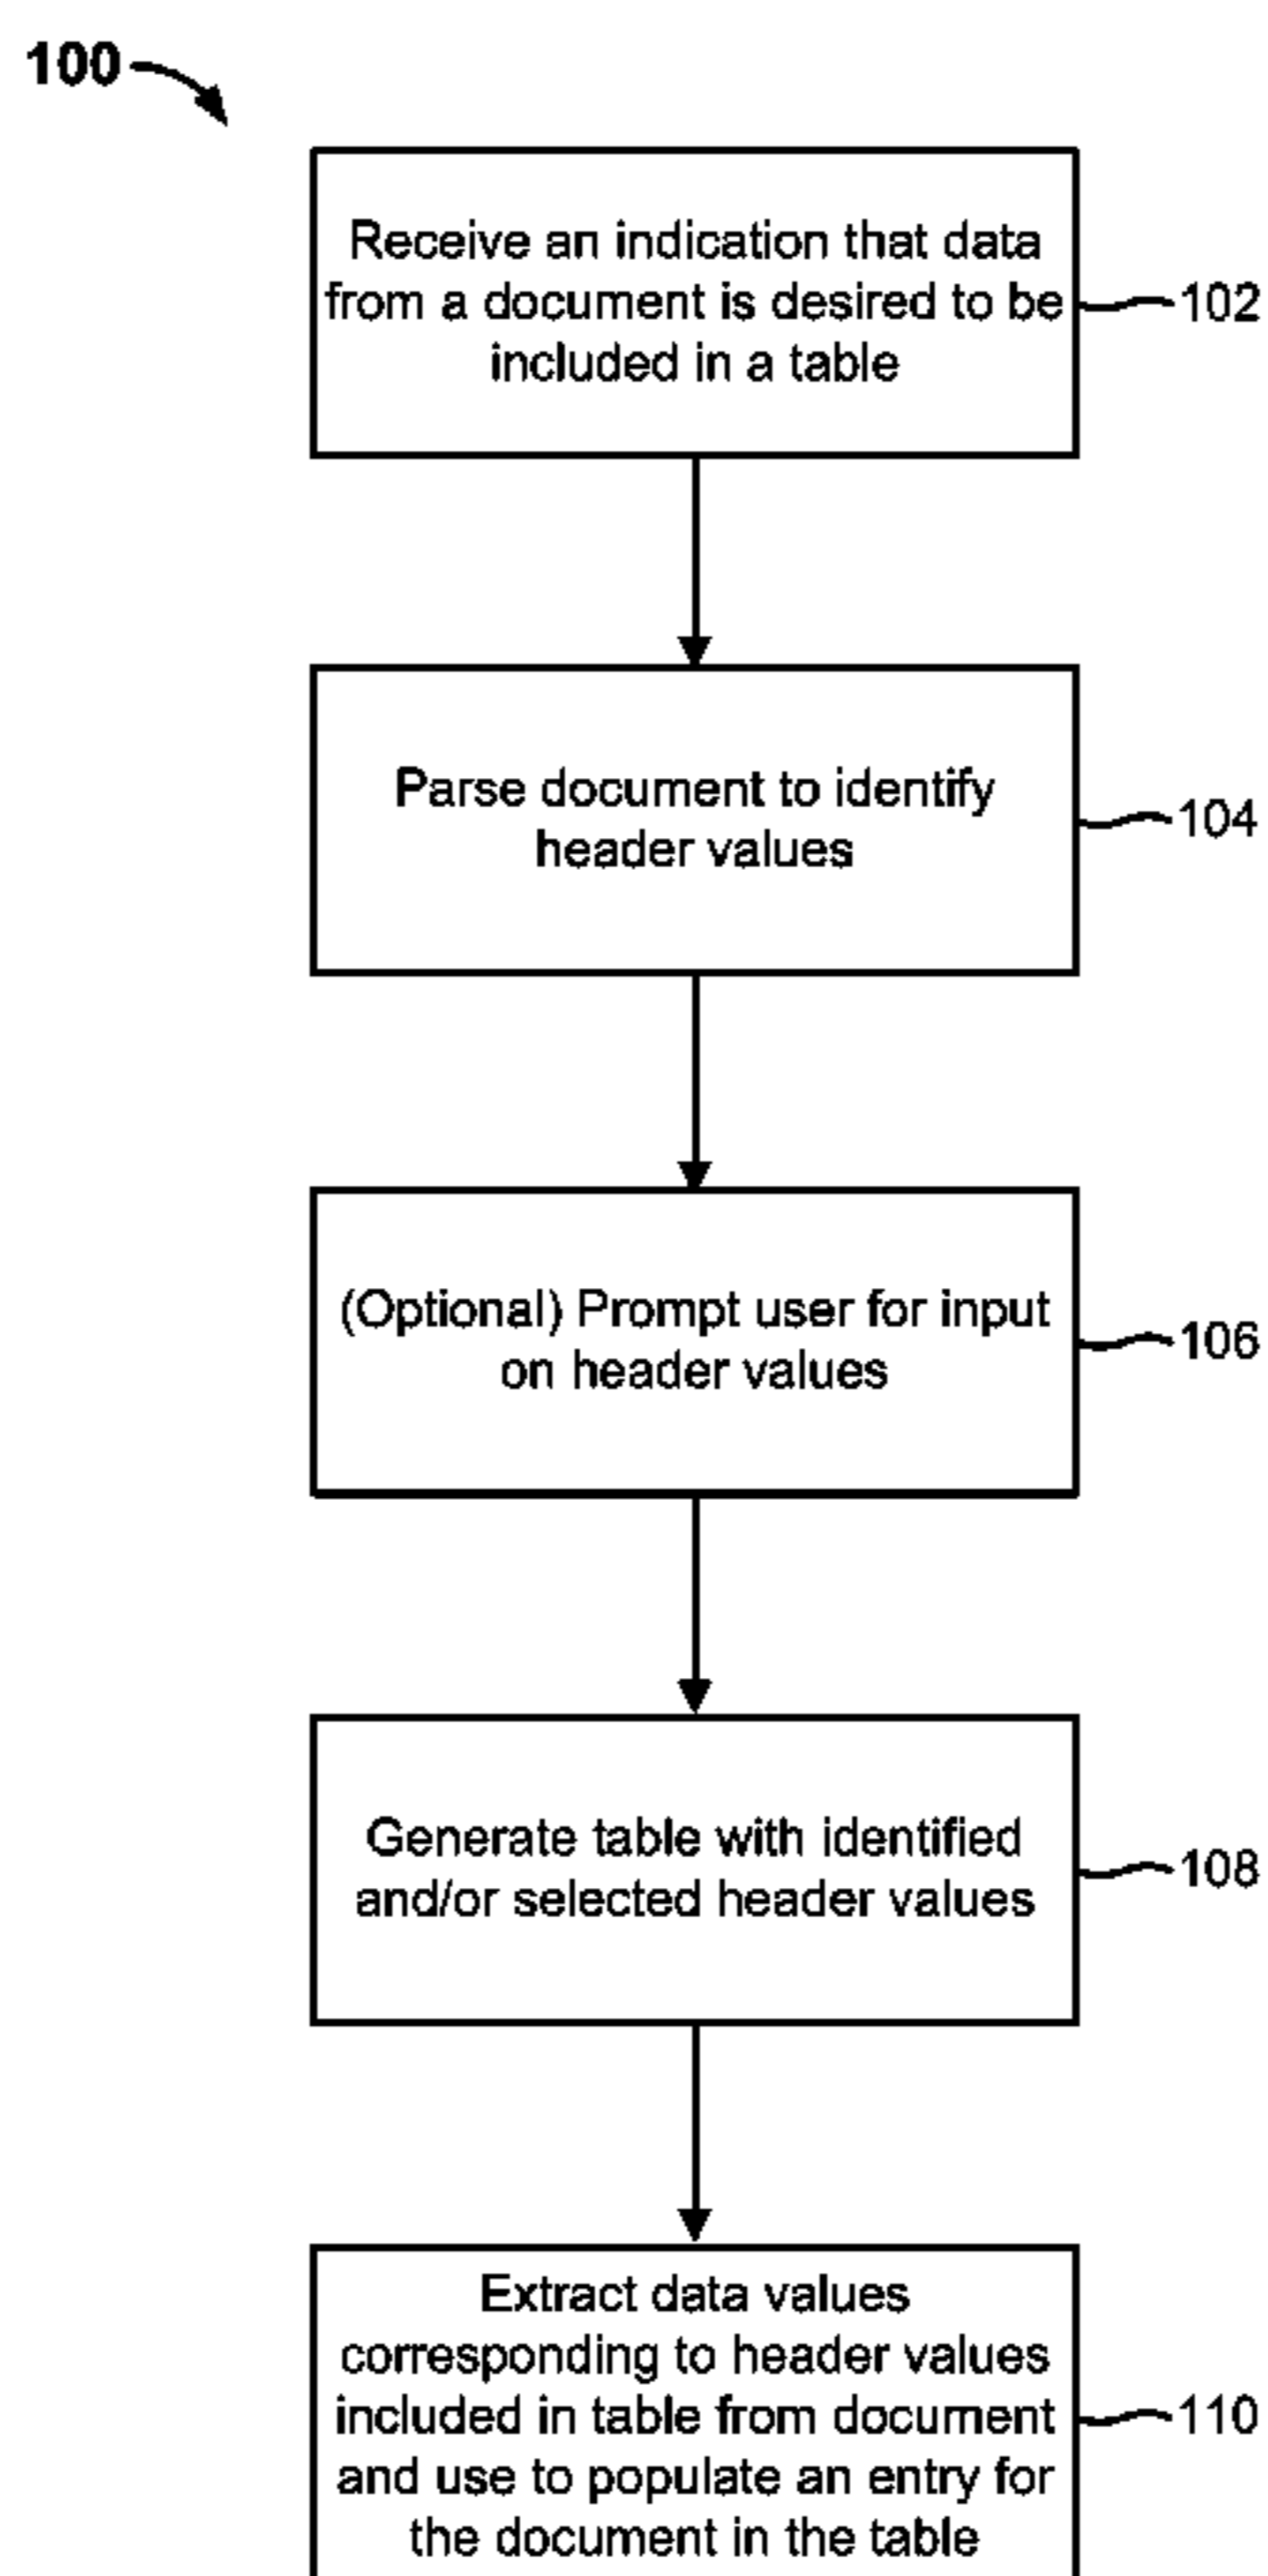 100
Receive an indication that data
from a document is desired to be
included in a table
102
Parse document to identify
header values
104
(Optional) Prompt user for input
on header values
106
Generate table with identified
and/or selected header values
108
Extract data values
corresponding to header values
included in table from document
and use to populate an entry for
the document in the table
110